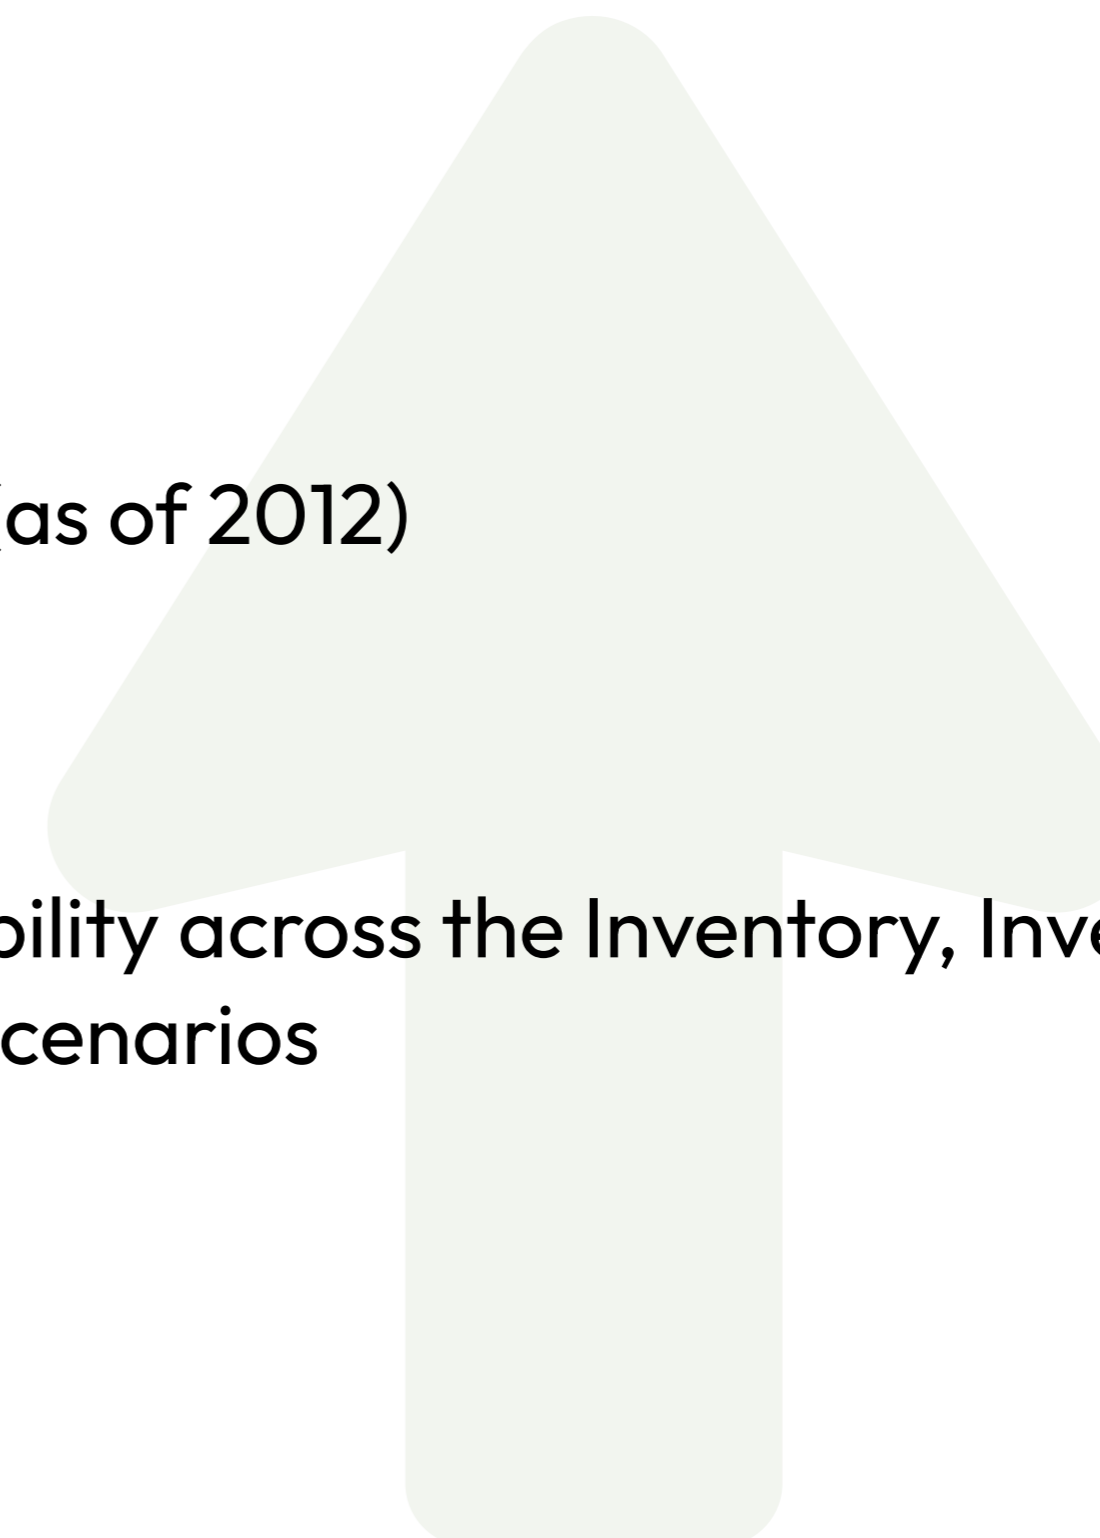 (as of 2012)
bility across the Inventory, Inve
cenarios